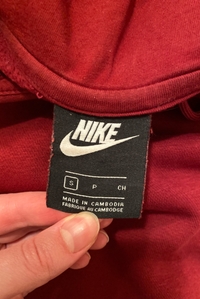 NIKE
S P CH
MADE IN CAMBODIA
FABRIQUÉ AU CAMBODGE